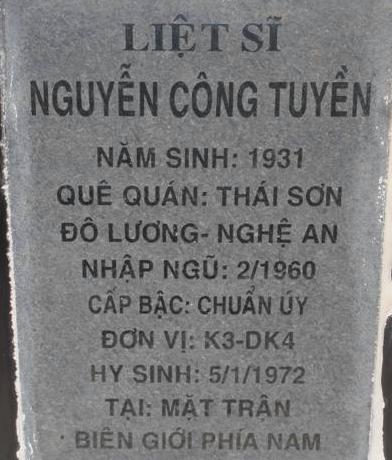 LIỆT SĨ
NGUYỄN CÔNG TUYỀN
NĂM SINH: 1931
QUÊ QUÁN: THÁI SƠN
ĐÔ LƯƠNG- NGHỆ AN
NHẬP NGŨ: 2/1960
CẤP BẬC: CHUẨN ÚY
ĐƠN VỊ: K3-DK4
HY SINH: 5/1/1972
TẠI: MẶT TRẬN
BIÊN GIỚI PHÍA NAM